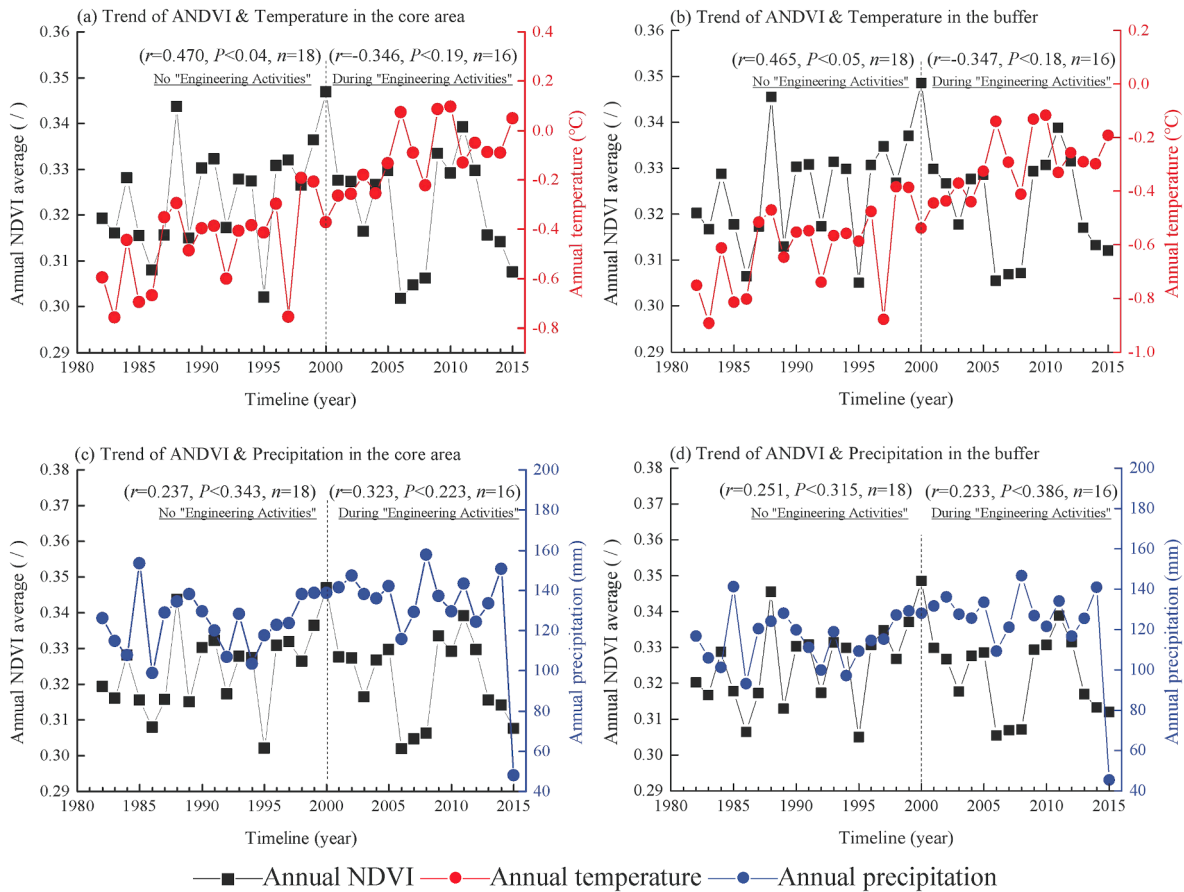 (a) Trend of ANDVI & Temperature in the core area
(r=0.470, P<0.04, n=18) (r=-0.346, P<0.19, n=16)
No "Engineering Activities" During "Engineering Activities"
Annual NDVI average ( / )
0.36
0.35
0.34
0.33
0.32
0.31
0.30
0.29
0.4
0.2
0.0
-0.2
-0.4
-0.6
-0.8
Annual temperature (°C)
1980 1985 1990 1995 2000 2005 2010 2015
Timeline (year)
(b) Trend of ANDVI & Temperature in the buffer
(r=0.465, P<0.05, n=18) (r=-0.347, P<0.18, n=16)
No "Engineering Activities" During "Engineering Activities"
Annual NDVI average ( / )
0.36
0.35
0.34
0.33
0.32
0.31
0.30
0.29
0.2
0.0
-0.2
-0.4
-0.6
-0.8
-1.0
Annual temperature (°C)
1980 1985 1990 1995 2000 2005 2010 2015
Timeline (year)
(c) Trend of ANDVI & Precipitation in the core area
(r=0.237, P<0.343, n=18) (r=0.323, P<0.223, n=16)
No "Engineering Activities" During "Engineering Activities"
Annual NDVI average ( / )
0.38
0.37
0.36
0.35
0.34
0.33
0.32
0.31
0.30
0.29
200
180
160
140
120
100
80
60
40
Annual precipitation (mm)
1980 1985 1990 1995 2000 2005 2010 2015
Timeline (year)
(d) Trend of ANDVI & Precipitation in the buffer
(r=0.251, P<0.315, n=18) (r=0.233, P<0.386, n=16)
No "Engineering Activities" During "Engineering Activities"
Annual NDVI average ( / )
0.38
0.37
0.36
0.35
0.34
0.33
0.32
0.31
0.30
0.29
200
180
160
140
120
100
80
60
40
Annual precipitation (mm)
1980 1985 1990 1995 2000 2005 2010 2015
Timeline (year)
Annual NDVI Annual temperature Annual precipitation